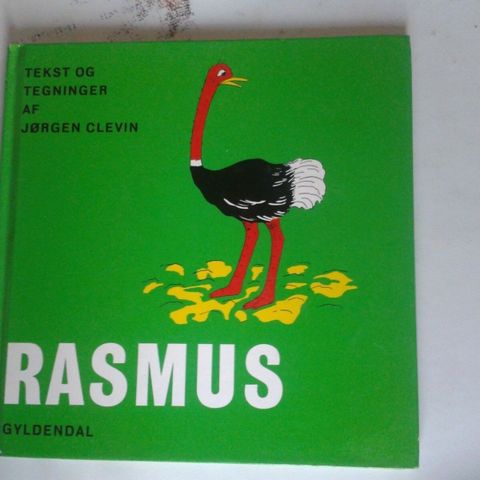 TEKST OG
TEGNINGER
AF
JØRGEN CLEVIN
RASMUS
GYLDENDAL